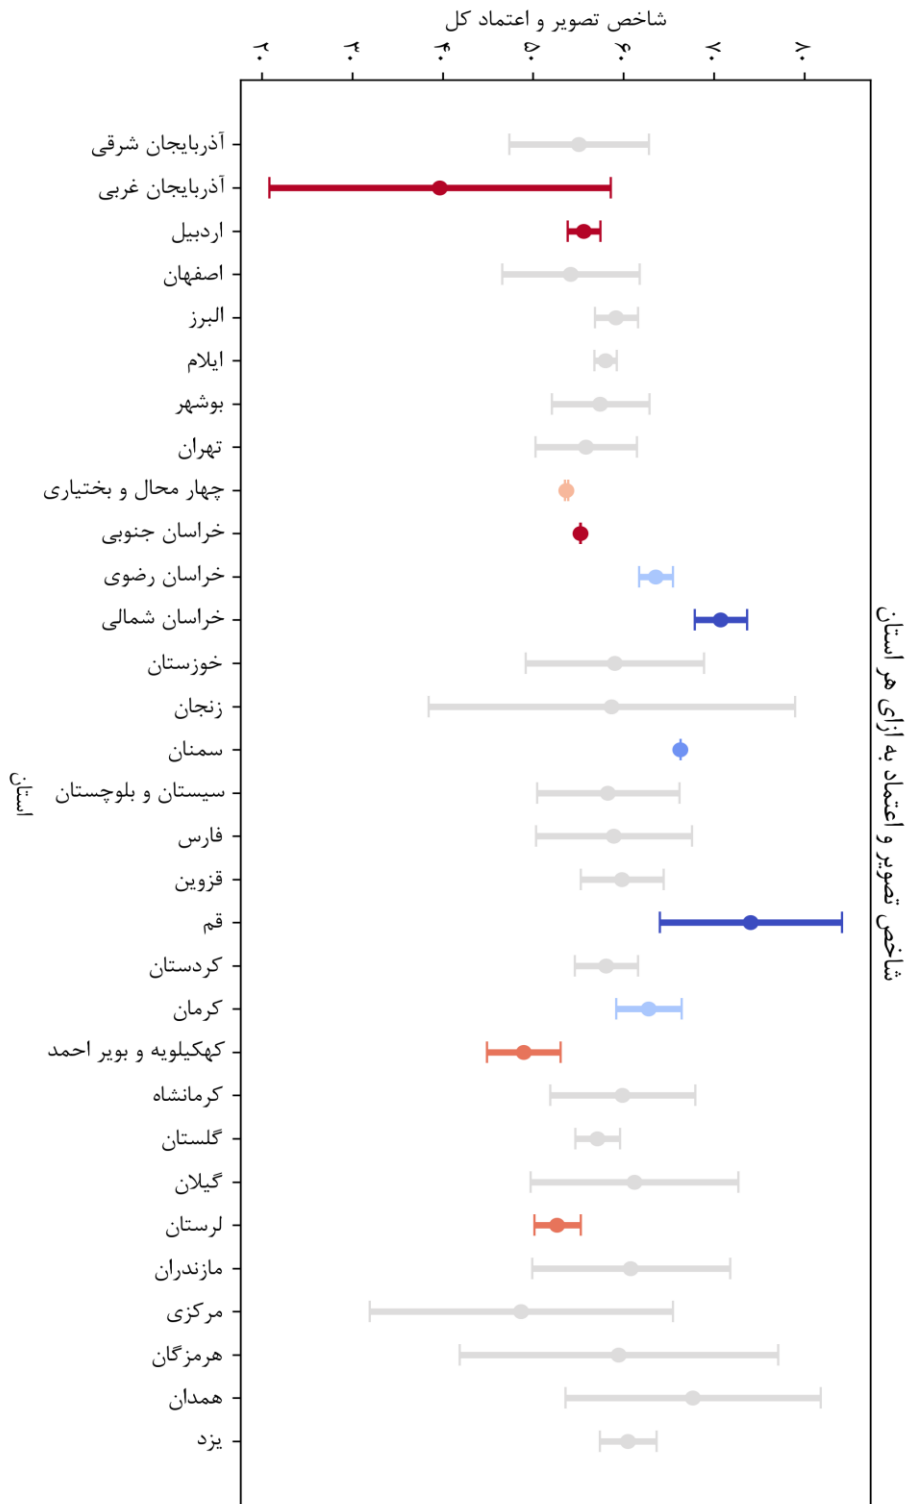 شاخص تصویر و اعتماد کل
۲۰ ۳۰ ۴۰ ۵۰ ۶۰ ۷۰ ۸۰
آذربایجان شرقی
آذربایجان غربی
اردبیل
اصفهان
البرز
ایلام
بوشهر
تهران
چهار محال و بختیاری
خراسان جنوبی
خراسان رضوی
خراسان شمالی
خوزستان
زنجان
سمنان
سیستان و بلوچستان
فارس
قزوین
قم
کردستان
کرمان
کهکیلویه و بویر احمد
کرمانشاه
گلستان
گیلان
لرستان
مازندران
مرکزی
هرمزگان
همدان
یزد
استان
شاخص تصویر و اعتماد به ازای هر استان